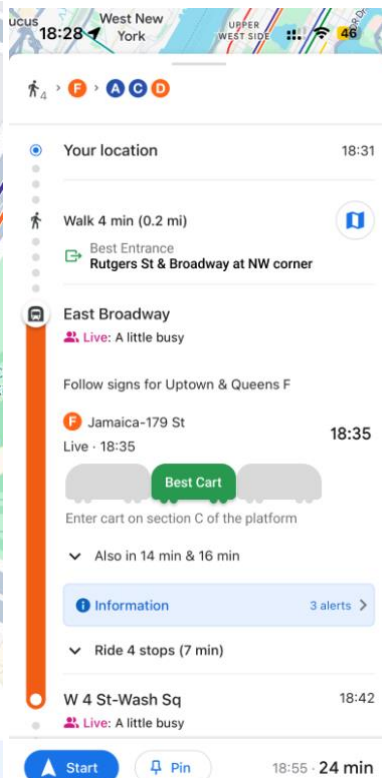 ucus
West New
York
18:28
UPPER
WEST SIDE
46
4 F A C D
Your location 18:31
Walk 4 min (0.2 mi)
Best Entrance
Rutgers St & Broadway at NW corner
East Broadway
Live: A little busy
Follow signs for Uptown & Queens F
F Jamaica-179 St
Live · 18:35
18:35
Best Cart
Enter cart on section C of the platform
Also in 14 min & 16 min
Information 3 alerts
Ride 4 stops (7 min)
W 4 St-Wash Sq 18:42
Live: A little busy
Start Pin 18:55 · 24 min